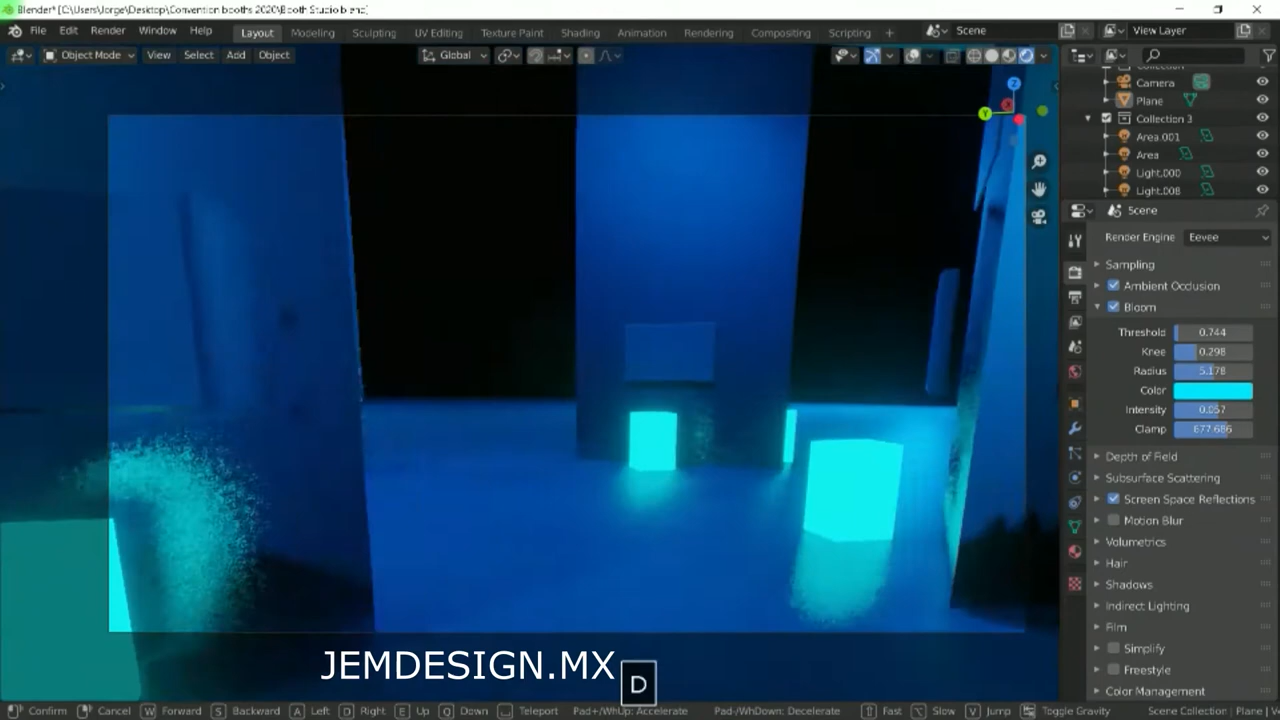 Blender* [C:\Users\Jorge\Desktop\Convention booths 2020\Booth Studio.blend]
File Edit Render Window Help Layout Modeling Sculpting UV Editing Texture Paint Shading Animation Rendering Compositing Scripting + Scene View Layer
Object Mode View Select Add Object Global
Camera
Plane
Collection 3
Area.001
Area
Light.000
Light.008
Scene
Render Engine Eevee
Sampling
Ambient Occlusion
Bloom
Threshold 0.744
Knee 0.298
Radius 5.178
Color
Intensity 0.057
Clamp 677.686
Depth of Field
Subsurface Scattering
Screen Space Reflections
Motion Blur
Volumetrics
Hair
Shadows
Indirect Lighting
Film
Simplify
Freestyle
Color Management
Z
Y
JEMDESIGN.MX
D
Confirm Cancel W Forward S Backward A Left D Right E Up Q Down Teleport Pad+/WhUp: Accelerate Pad-/WhDown: Decelerate Fast Slow V Jump Toggle Gravity Scene Collection | Plane | V